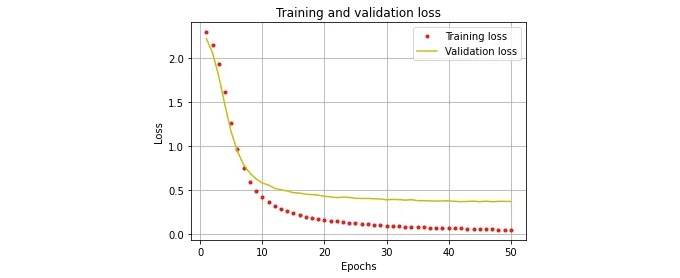 Training and validation loss
Training loss
Validation loss
2.0
1.5
1.0
0.5
0.0
Loss
0 10 20 30 40 50
Epochs